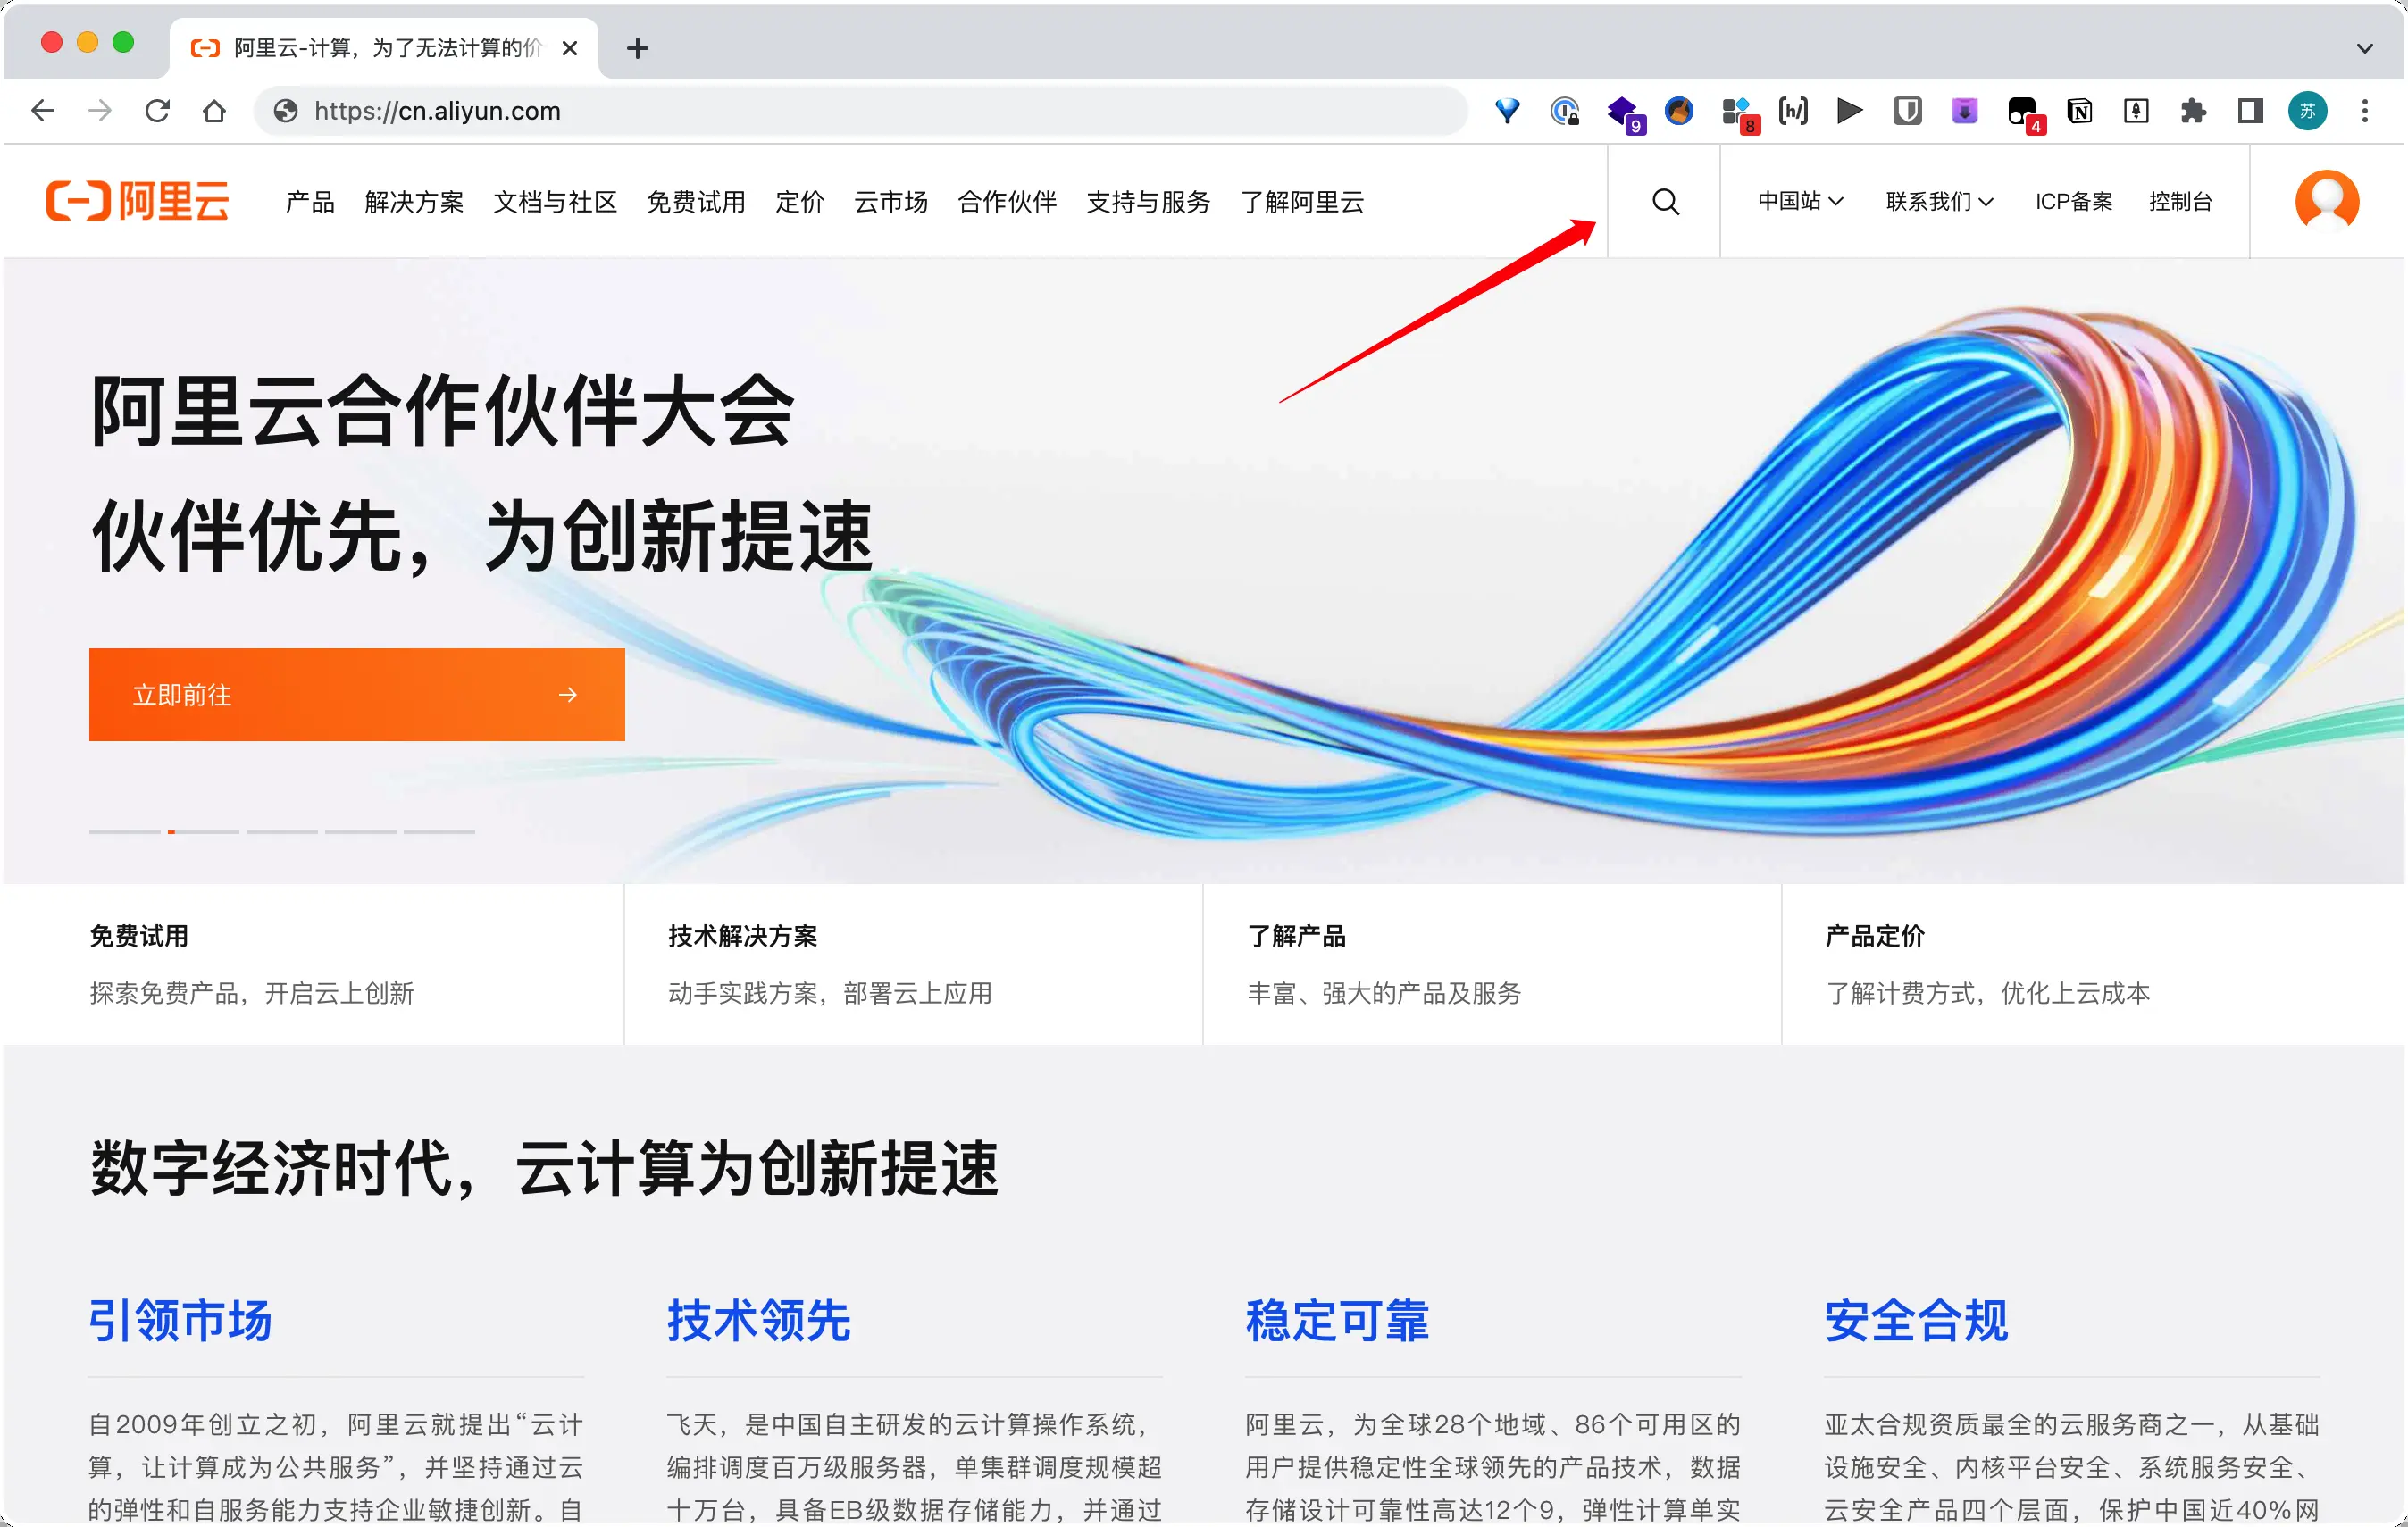 阿里云-计算，为了无法计算的价
https://cn.aliyun.com
9
8
[h/]
4
N
苏
阿里云
产品 解决方案 文档与社区 免费试用 定价 云市场 合作伙伴 支持与服务 了解阿里云
中国站 联系我们 ICP备案 控制台
阿里云合作伙伴大会
伙伴优先，为创新提速
立即前往
免费试用
探索免费产品，开启云上创新
技术解决方案
动手实践方案，部署云上应用
了解产品
丰富、强大的产品及服务
产品定价
了解计费方式，优化上云成本
数字经济时代，云计算为创新提速
引领市场
自2009年创立之初，阿里云就提出“云计
算，让计算成为公共服务”，并坚持通过云
的弹性和自服务能力支持企业敏捷创新。自
技术领先
飞天，是中国自主研发的云计算操作系统，
编排调度百万级服务器，单集群调度规模超
十万台，具备EB级数据存储能力，并通过
稳定可靠
阿里云，为全球28个地域、86个可用区的
用户提供稳定性全球领先的产品技术，数据
存储设计可靠性高达12个9，弹性计算单实
安全合规
亚太合规资质最全的云服务商之一，从基础
设施安全、内核平台安全、系统服务安全、
云安全产品四个层面，保护中国近40%网